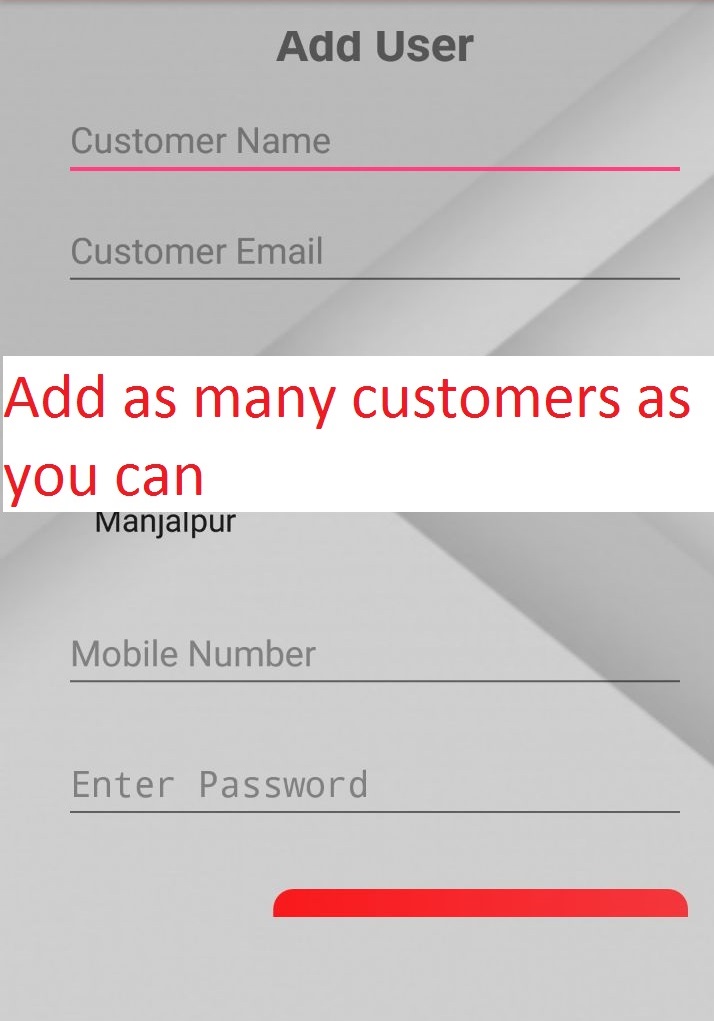 Add User
Customer Name
Customer Email
Add as many customers as
you can
Manjalpur
Mobile Number
Enter Password